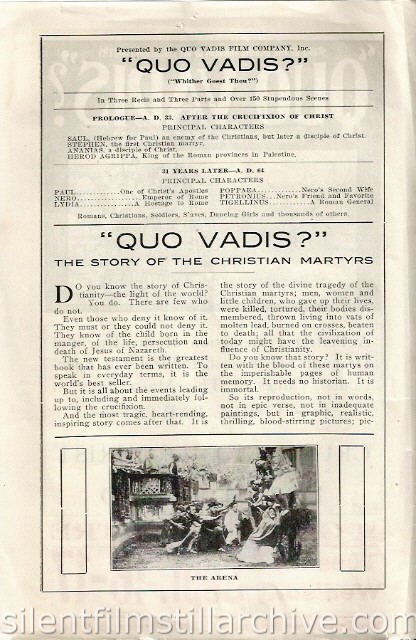 Presented by the QUO VADIS FILM COMPANY, Inc.
"QUO VADIS?"
("Whither Goest Thou?")
In Three Reels and Three Parts and Over 150 Stupendous Scenes
PROLOGUE—A. D. 33. AFTER THE CRUCIFIXION OF CHRIST
PRINCIPAL CHARACTERS
SAUL, (Hebrew for Paul) an enemy of the Christians, but later a disciple of Christ.
STEPHEN, the first Christian martyr.
ANANIAS, a disciple of Christ.
HEROD AGRIPPA, King of the Roman provinces in Palestine.
31 YEARS LATER—A. D. 64
PRINCIPAL CHARACTERS
PAUL..............One of Christ's Apostles
NERO....................Emperor of Rome
LYDIA..................A Hostage to Rome
POPPAEA............Nero's Second Wife
PETRONIUS..Nero's Friend and Favorite
TIGELLINUS..........A Roman General
Romans, Christians, Soldiers, Slaves, Dancing Girls and thousands of others.
"QUO VADIS?"
THE STORY OF THE CHRISTIAN MARTYRS
DO you know the story of Chris-
tianity—the light of the world?
You do. There are few who
do not.
Even those who deny it know of it.
They must or they could not deny it.
They know of the child born in the
manger, of the life, persecution and
death of Jesus of Nazareth.
The new testament is the greatest
book that has ever been written. To
speak in everyday terms, it is the
world's best seller.
But it is all about the events leading
up to, including and immediately fol-
lowing the crucifixion.
And the most tragic, heart-rending,
inspiring story comes after that. It is
the story of the divine tragedy of the
Christian martyrs; men, women and
little children, who gave up their lives,
were killed, tortured, their bodies dis-
membered, thrown living into vats of
molten lead, burned on crosses, beaten
to death; all that the civilization of
today might have the leavening in-
fluence of Christianity.
Do you know that story? It is writ-
ten with the blood of these martys on
the imperishable pages of human
memory. It needs no historian. It is
immortal.
So its reproduction, not in words,
not in epic verse, not in inadequate
paintings, but in graphic, realistic,
thrilling, blood-stirring pictures; pic-
THE ARENA
silentfilmstillarchive.com